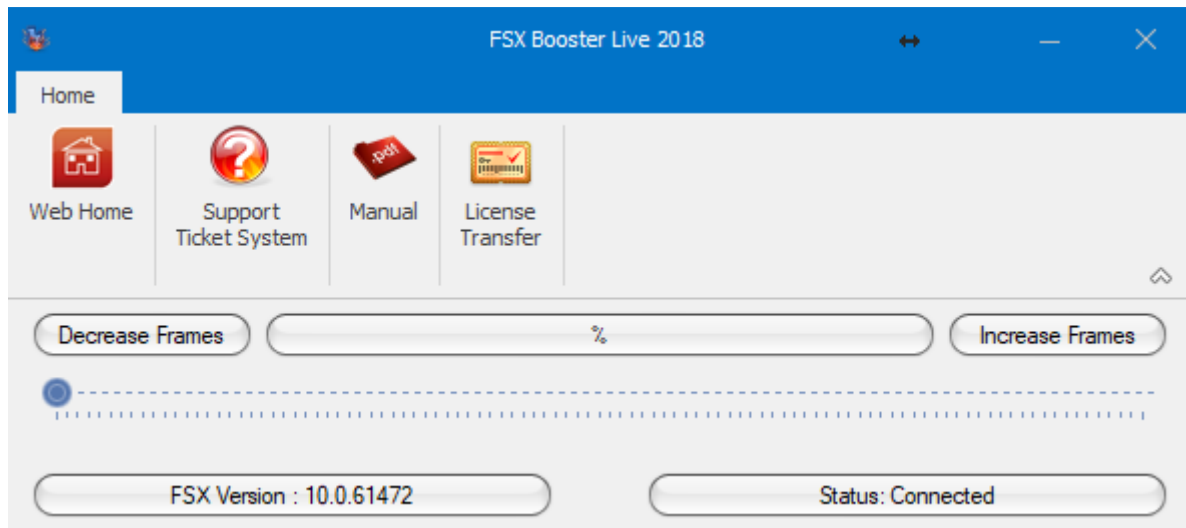 FSX Booster Live 2018
Home
Web Home
Support
Ticket System
.pdf
Manual
License
Transfer
Decrease Frames
%
Increase Frames
FSX Version : 10.0.61472
Status: Connected